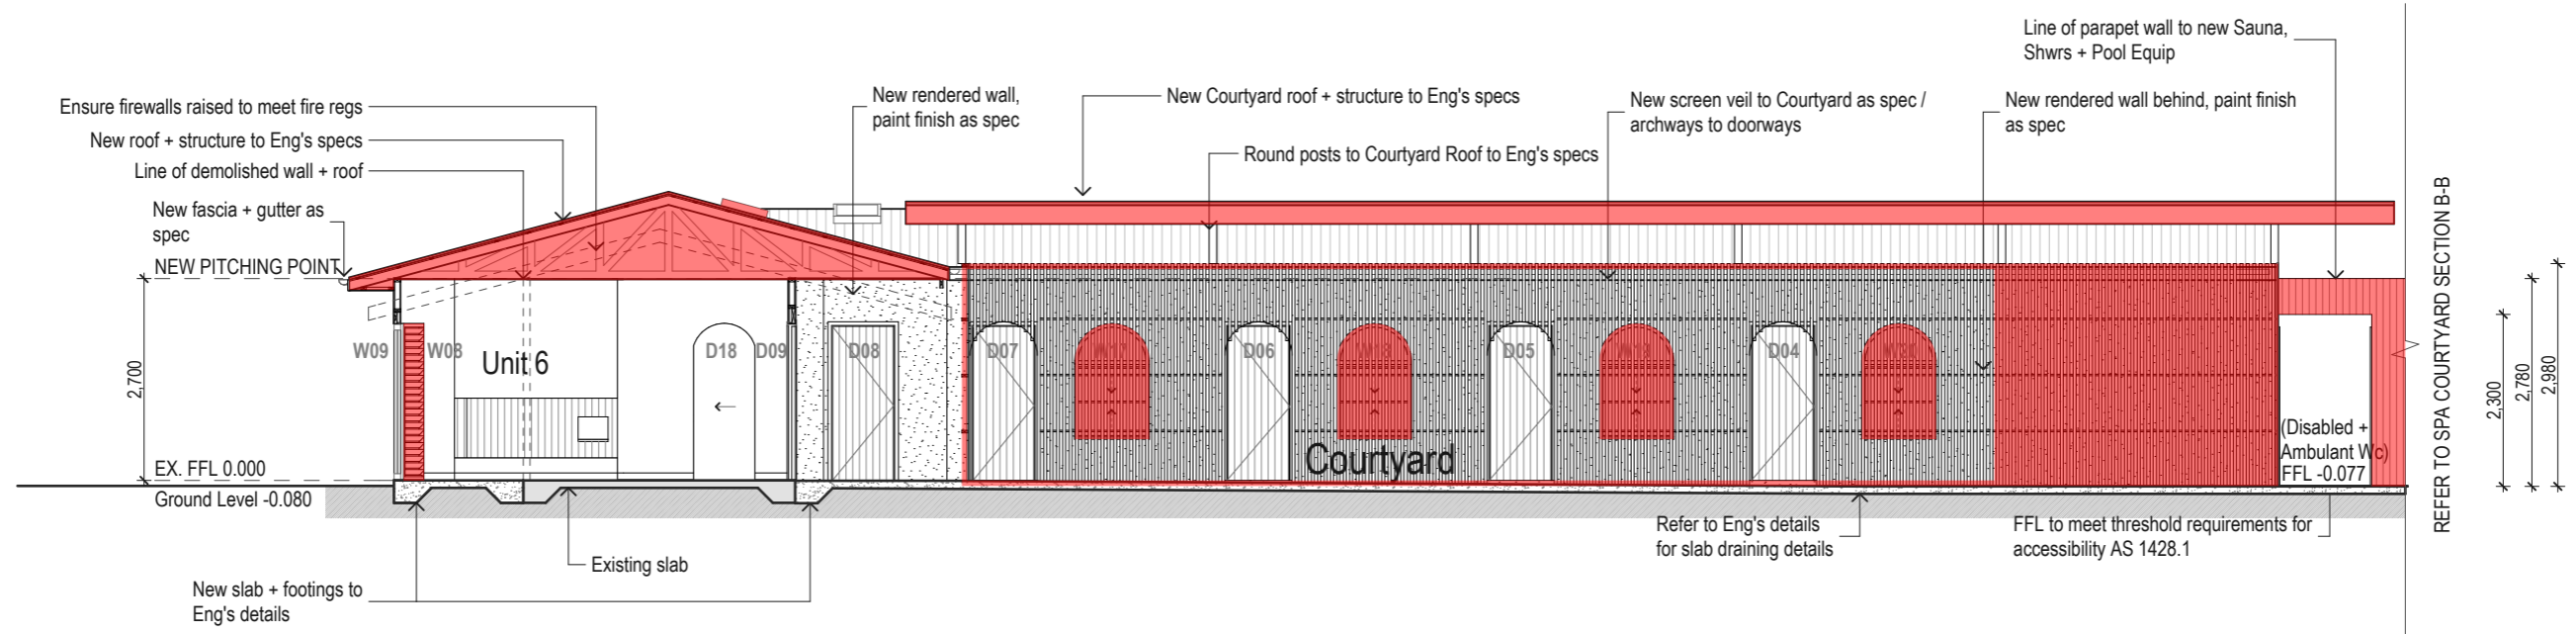 Line of parapet wall to new Sauna,
Shwrs + Pool Equip
Ensure firewalls raised to meet fire regs
New rendered wall,
paint finish as spec
New Courtyard roof + structure to Eng's specs
New screen veil to Courtyard as spec /
archways to doorways
New rendered wall behind, paint finish
as spec
New roof + structure to Eng's specs
Round posts to Courtyard Roof to Eng's specs
Line of demolished wall + roof
New fascia + gutter as
spec
NEW PITCHING POINT
W09
W08
Unit 6
D18
D09
D08
D07
D06
D05
D04
2,700
Courtyard
(Disabled +
Ambulant Wc)
FFL -0.077
EX. FFL 0.000
Ground Level -0.080
REFER TO SPA COURTYARD SECTION B-B
2,300
2,780
2,980
Refer to Eng's details
for slab draining details
FFL to meet threshold requirements for
accessibility AS 1428.1
Existing slab
New slab + footings to
Eng's details